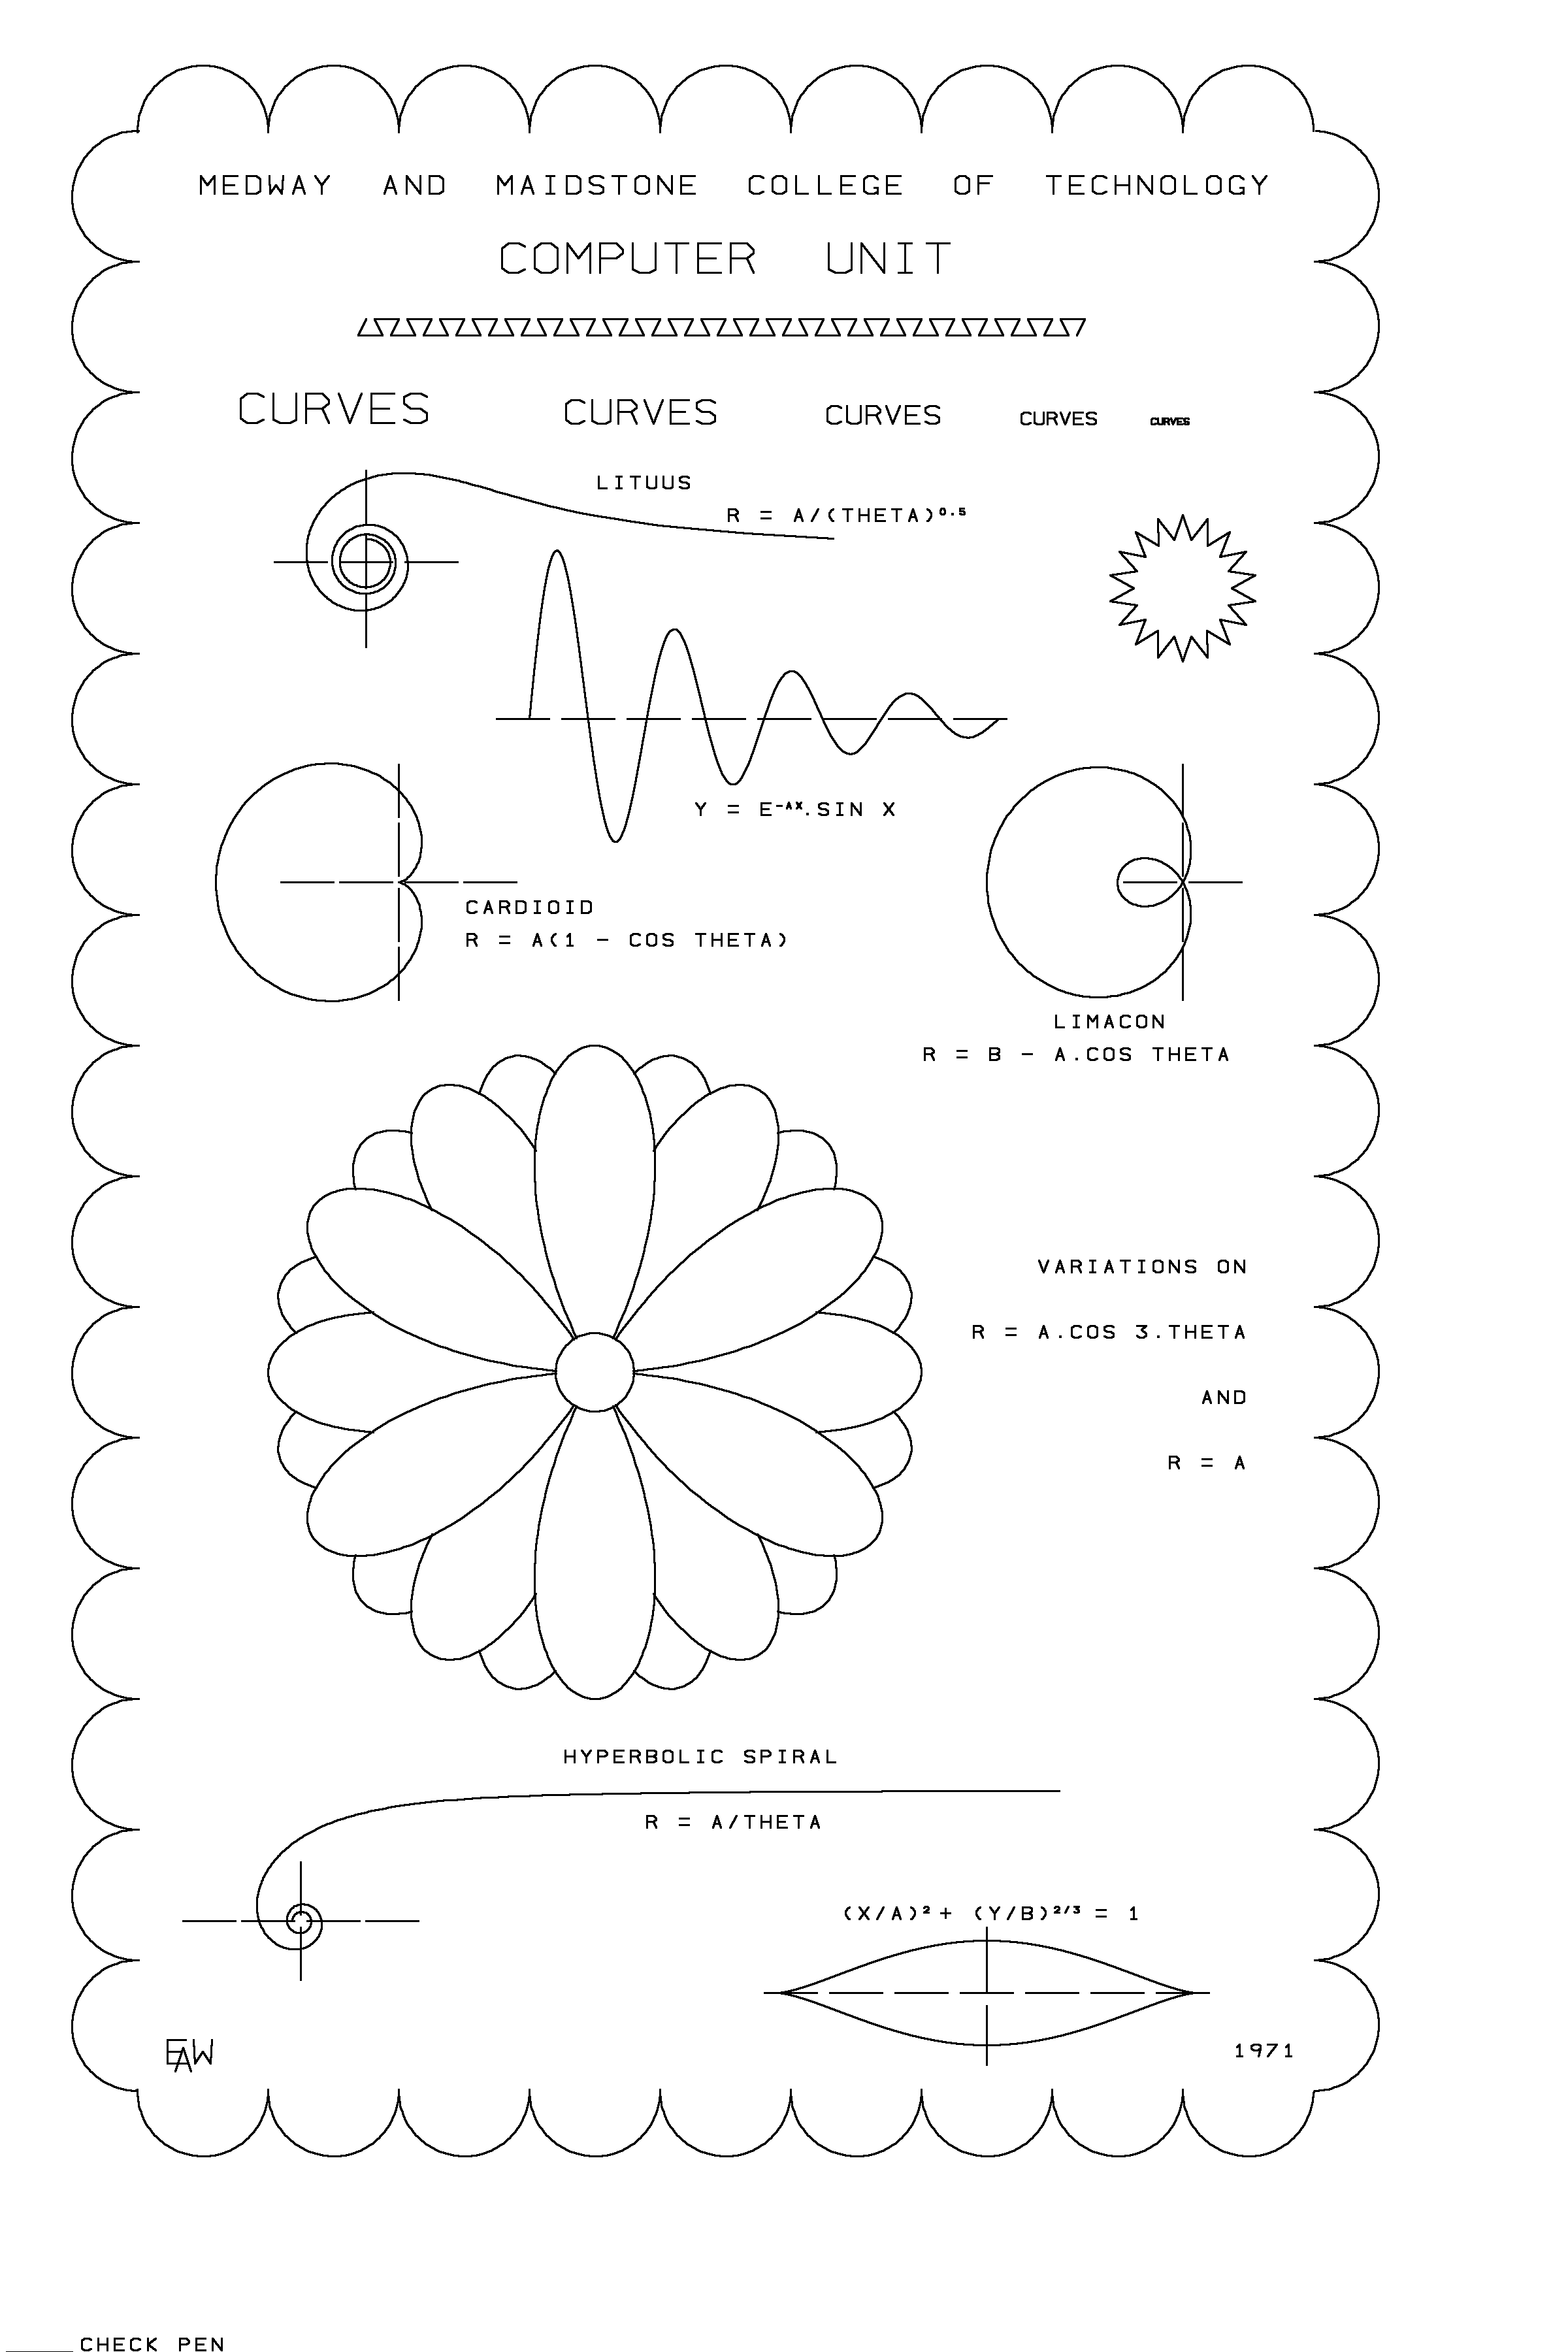 MEDWAY AND MAIDSTONE COLLEGE OF TECHNOLOGY
COMPUTER UNIT
CURVES CURVES CURVES CURVES CURVES
LITUUS
R = A/(THETA)⁰·⁵
Y = E⁻ᴬˣ.SIN X
CARDIOID
R = A(1 - COS THETA)
LIMACON
R = B - A.COS THETA
VARIATIONS ON
R = A.COS 3.THETA
AND
R = A
HYPERBOLIC SPIRAL
R = A/THETA
(X/A)² + (Y/B)²/³ = 1
EAW
1971
CHECK PEN